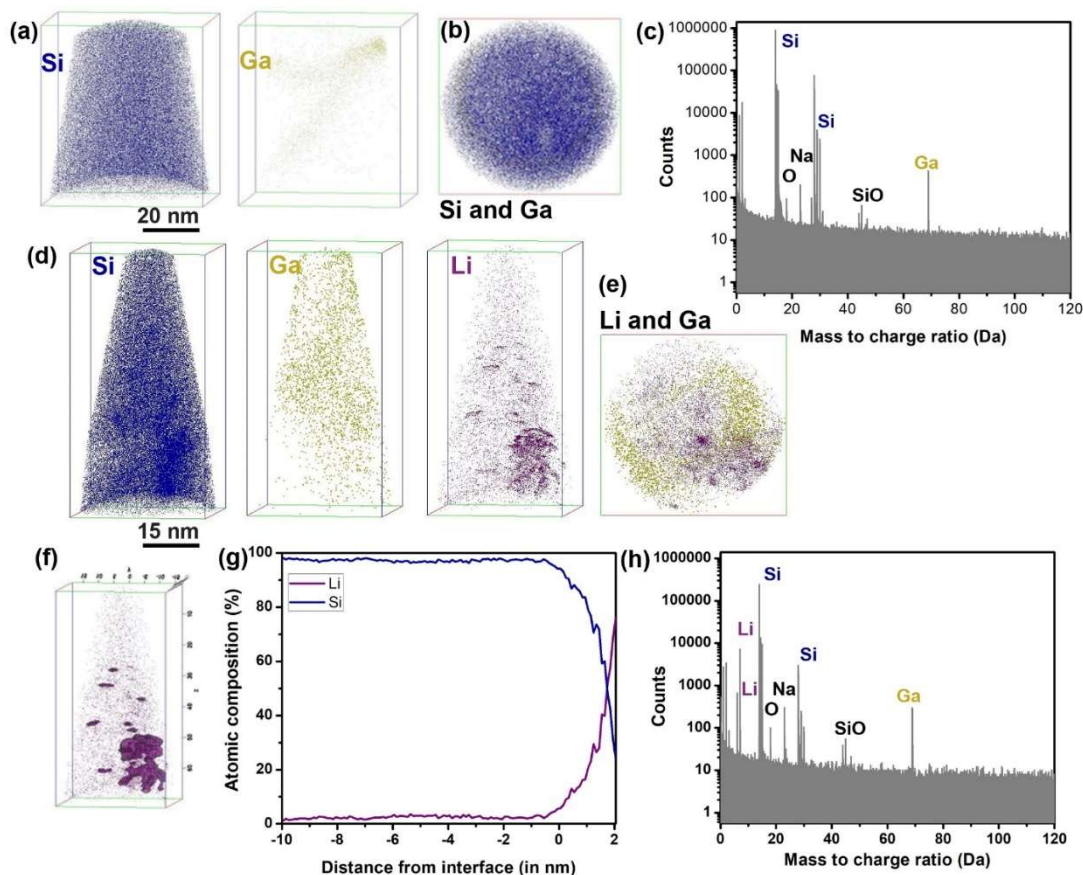 (a)
Si
Ga
20 nm
(b)
Si and Ga
(c)
1000000
100000
10000
1000
100
10
1
Counts
Si
Si
Na
O
SiO
Ga
0 20 40 60 80 100 120
Mass to charge ratio (Da)
(d)
Si
Ga
Li
15 nm
(e)
Li and Ga
(f)
(g)
100
80
60
40
20
0
Atomic composition (%)
Li
Si
-10 -8 -6 -4 -2 0 2
Distance from interface (in nm)
(h)
1000000
100000
10000
1000
100
10
1
Counts
Si
Li
Si
Li
Na
O
SiO
Ga
0 20 40 60 80 100 120
Mass to charge ratio (Da)